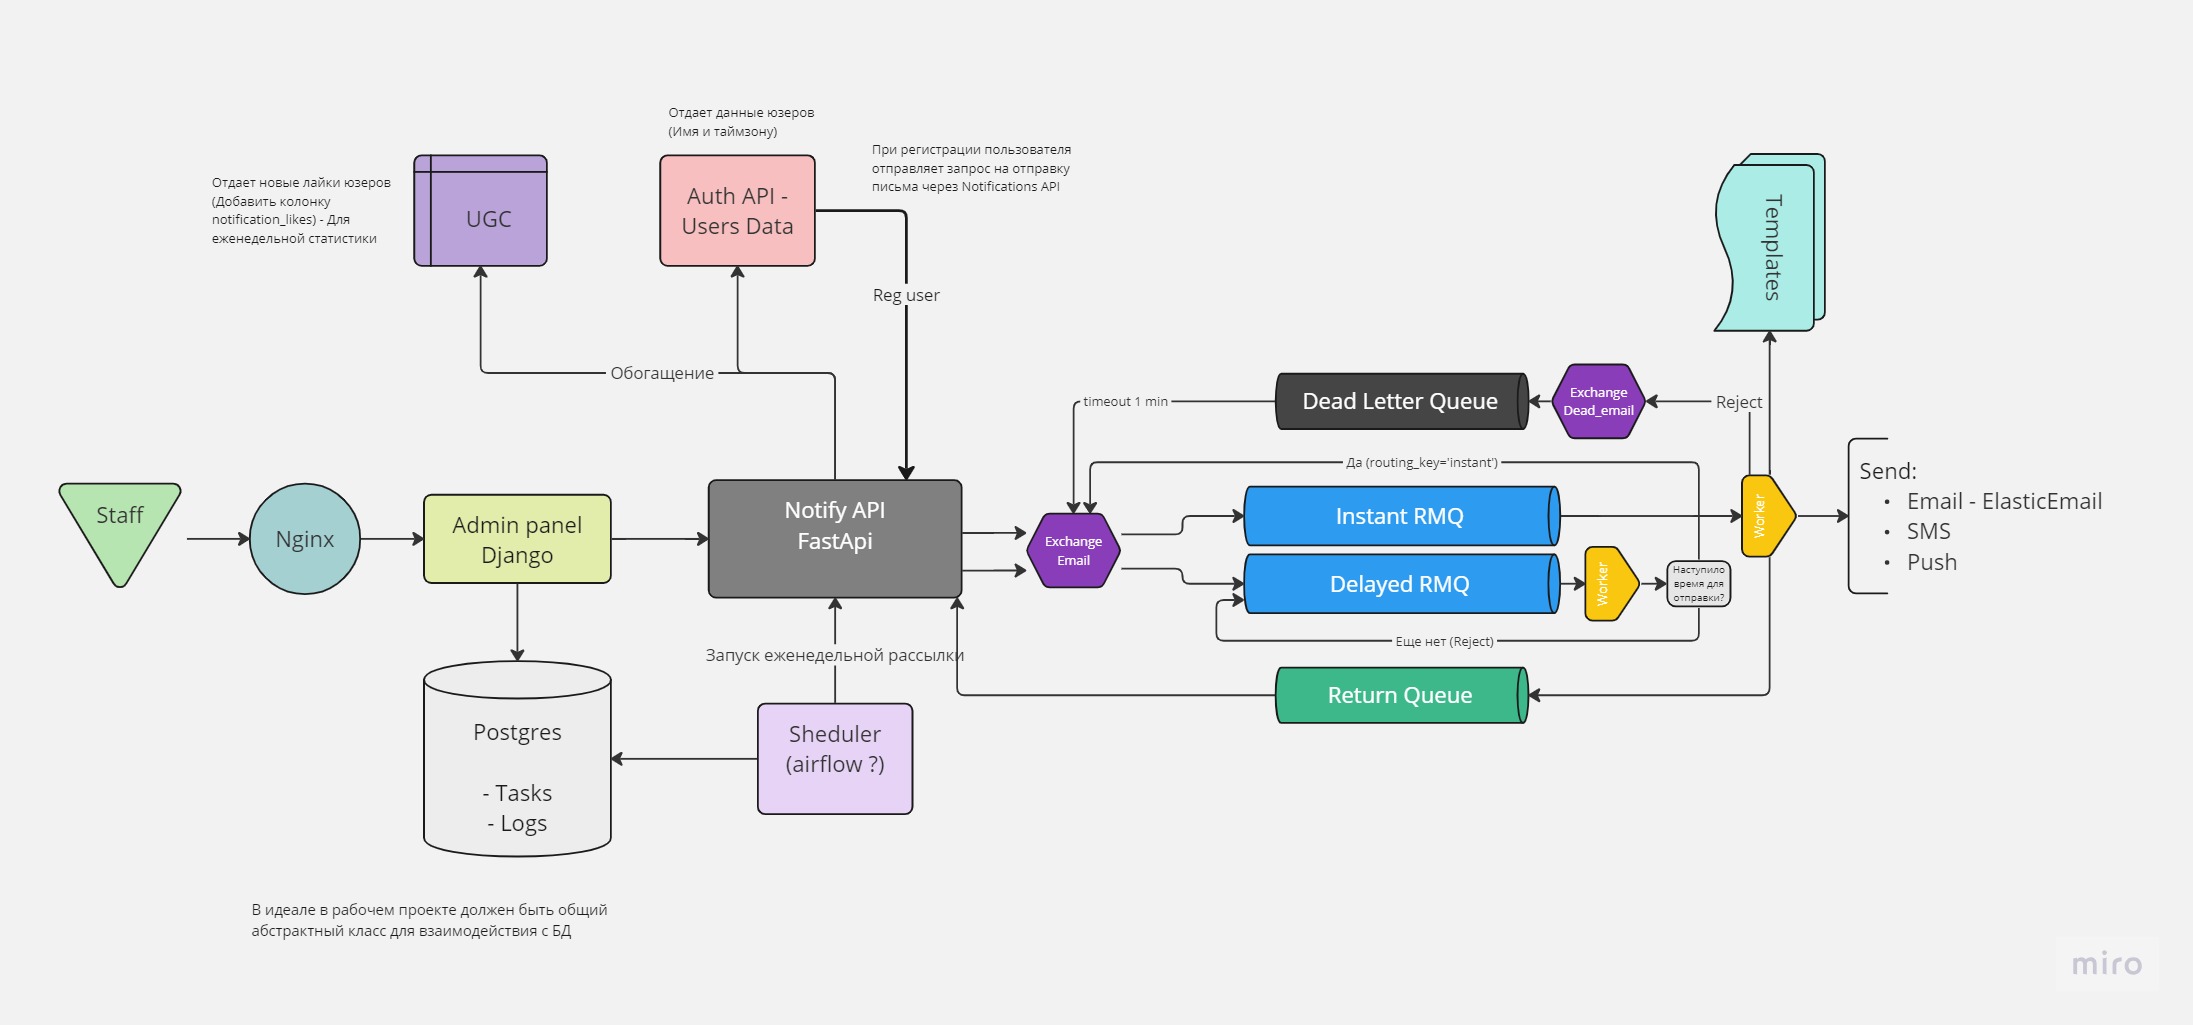 Отдает данные юзеров
(Имя и таймзону)
При регистрации пользователя
отправляет запрос на отправку
письма через Notifications API
Отдает новые лайки юзеров
(Добавить колонку
notification_likes) - Для
еженедельной статистики
UGC
Auth API -
Users Data
Templates
Reg user
Обогащение
timeout 1 min
Dead Letter Queue
Exchange
Dead_email
Reject
Да (routing_key='instant')
Staff
Nginx
Admin panel
Django
Notify API
FastApi
Exchange
Email
Instant RMQ
Worker
Send:
• Email - ElasticEmail
• SMS
• Push
Delayed RMQ
Worker
Наступило
время для
отправки?
Еще нет (Reject)
Запуск еженедельной рассылки
Return Queue
Postgres
- Tasks
- Logs
Sheduler
(airflow ?)
В идеале в рабочем проекте должен быть общий
абстрактный класс для взаимодействия с БД
miro